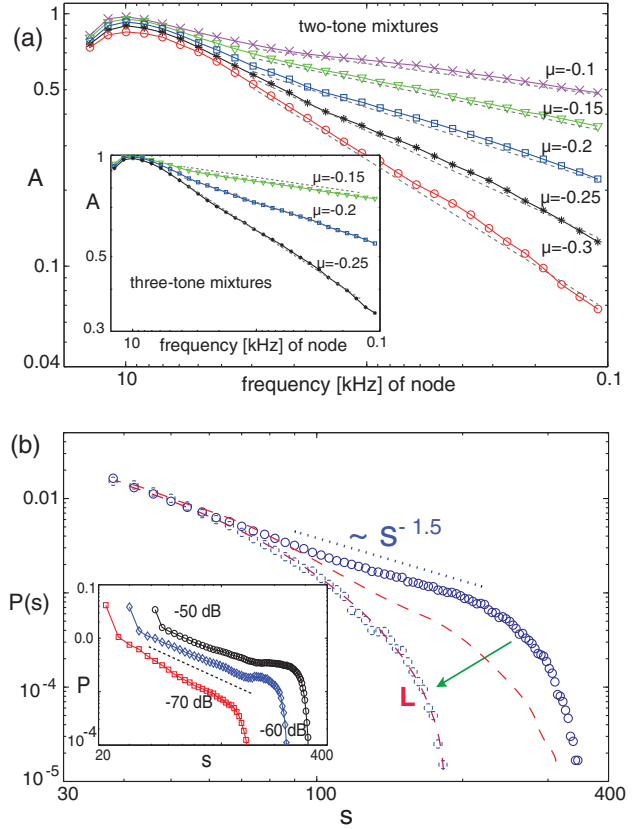 (a)
1
two-tone mixtures
μ=-0.1
0.5
μ=-0.15
μ=-0.2
A
1
A
μ=-0.15
μ=-0.2
μ=-0.25
0.5
μ=-0.25
μ=-0.3
three-tone mixtures
0.1
0.3
10
0.1
frequency [kHz] of node
0.04
10
0.1
frequency [kHz] of node
(b)
0.01
~ S^-1.5
P(s)
0.1
-50 dB
0.0
P
-70 dB
-60 dB
10^-4
20
s
400
L
10^-4
10^-5
30
100
400
s